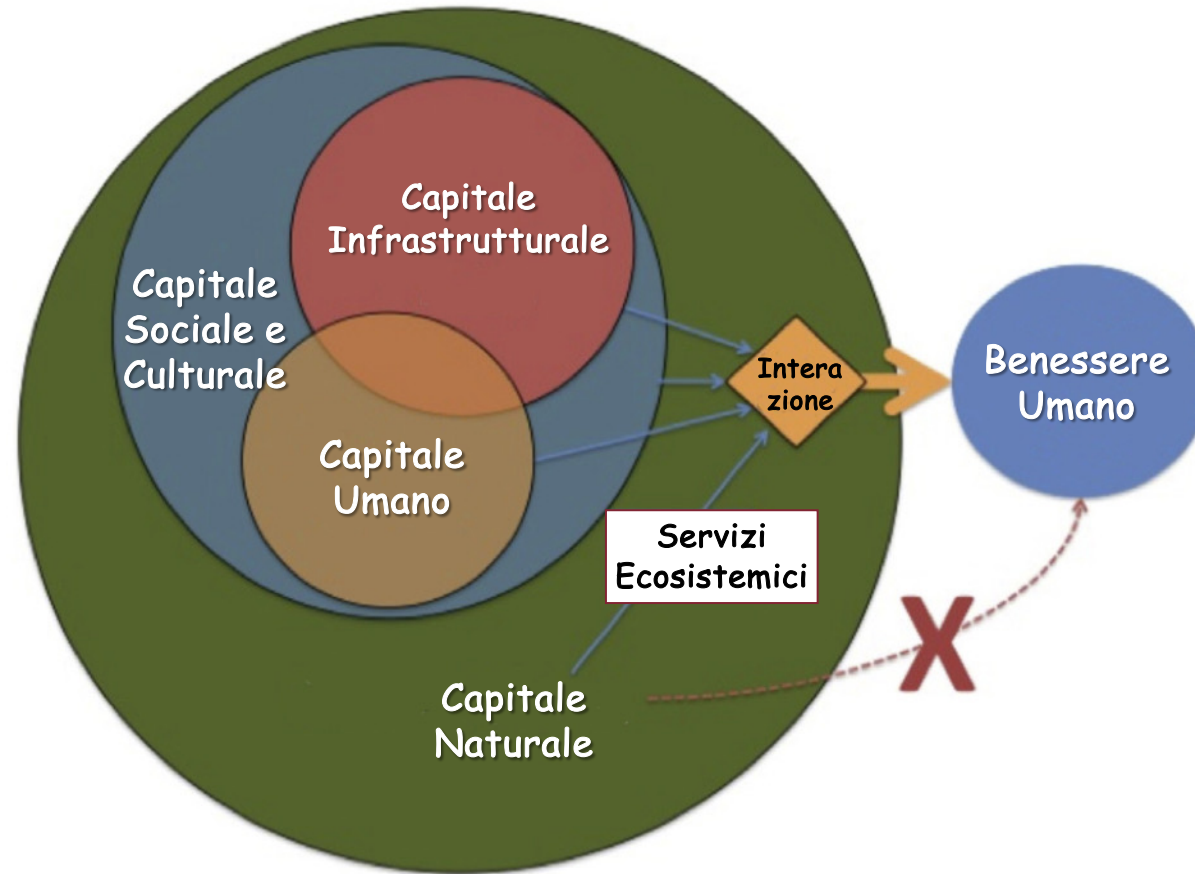 Capitale
Infrastrutturale
Capitale
Sociale e
Culturale
Capitale
Umano
Intera
zione
Benessere
Umano
Servizi
Ecosistemici
X
Capitale
Naturale